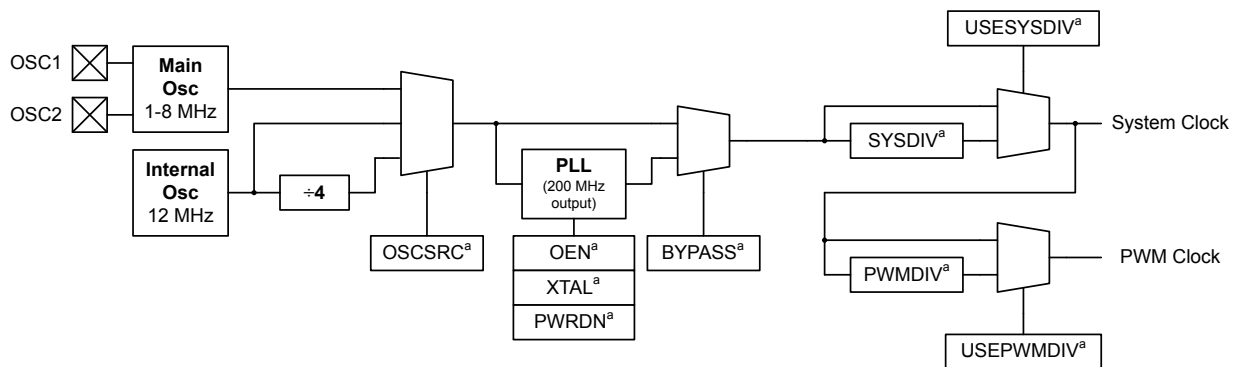 USESYSDIVᵃ
OSC1
Main
Osc
1-8 MHz
OSC2
System Clock
SYSDIVᵃ
Internal
Osc
12 MHz
÷4
PLL
(200 MHz
output)
OSCSRCᵃ
OENᵃ
BYPASSᵃ
XTALᵃ
PWRDNᵃ
PWM Clock
PWMDIVᵃ
USEPWMDIVᵃ